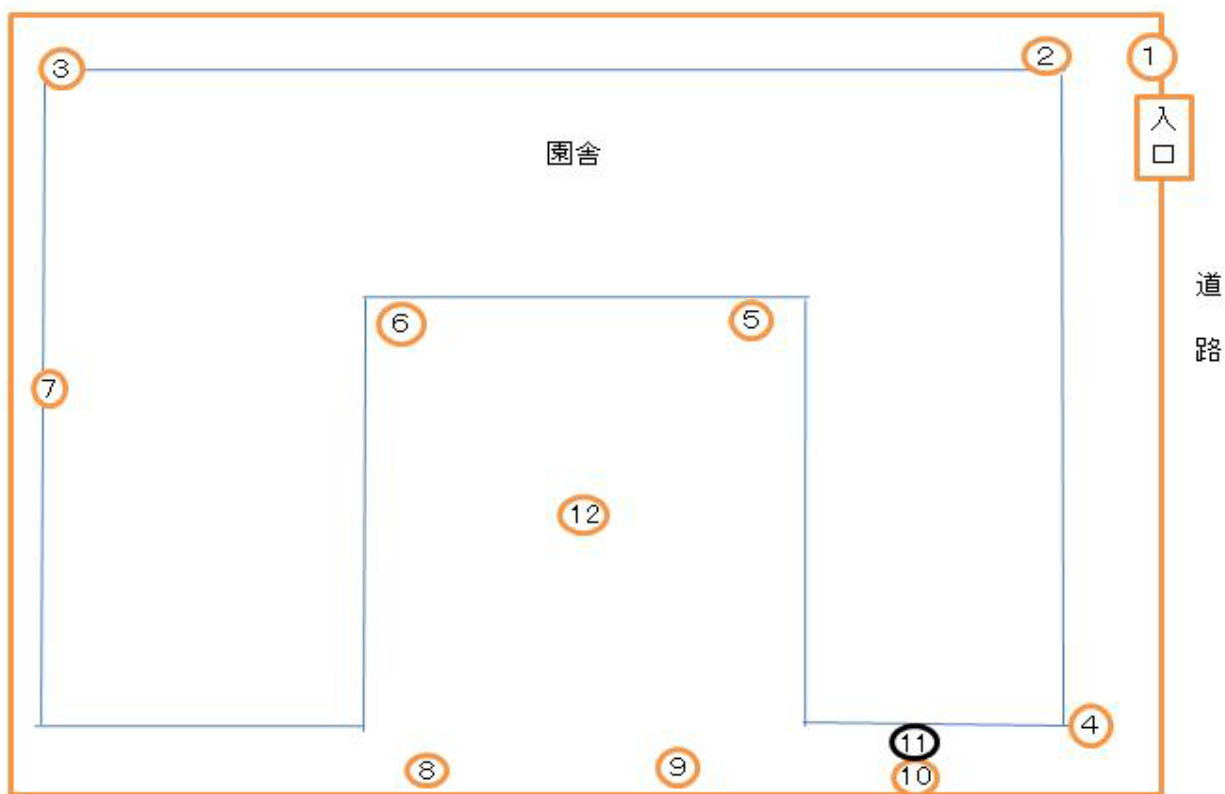 ③
②
①
入
口
園舎
道
路
⑥
⑤
⑦
⑫
④
⑪
⑧
⑨
⑩